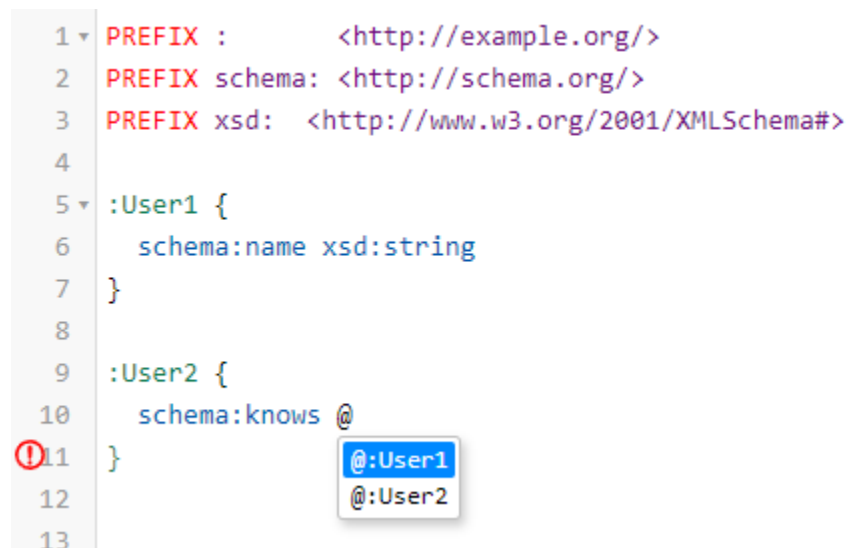 1 PREFIX :       <http://example.org/>
2 PREFIX schema: <http://schema.org/>
3 PREFIX xsd:  <http://www.w3.org/2001/XMLSchema#>
4
5 :User1 {
6   schema:name xsd:string
7 }
8
9 :User2 {
10   schema:knows @
11 }
@:User1
12
@:User2
13